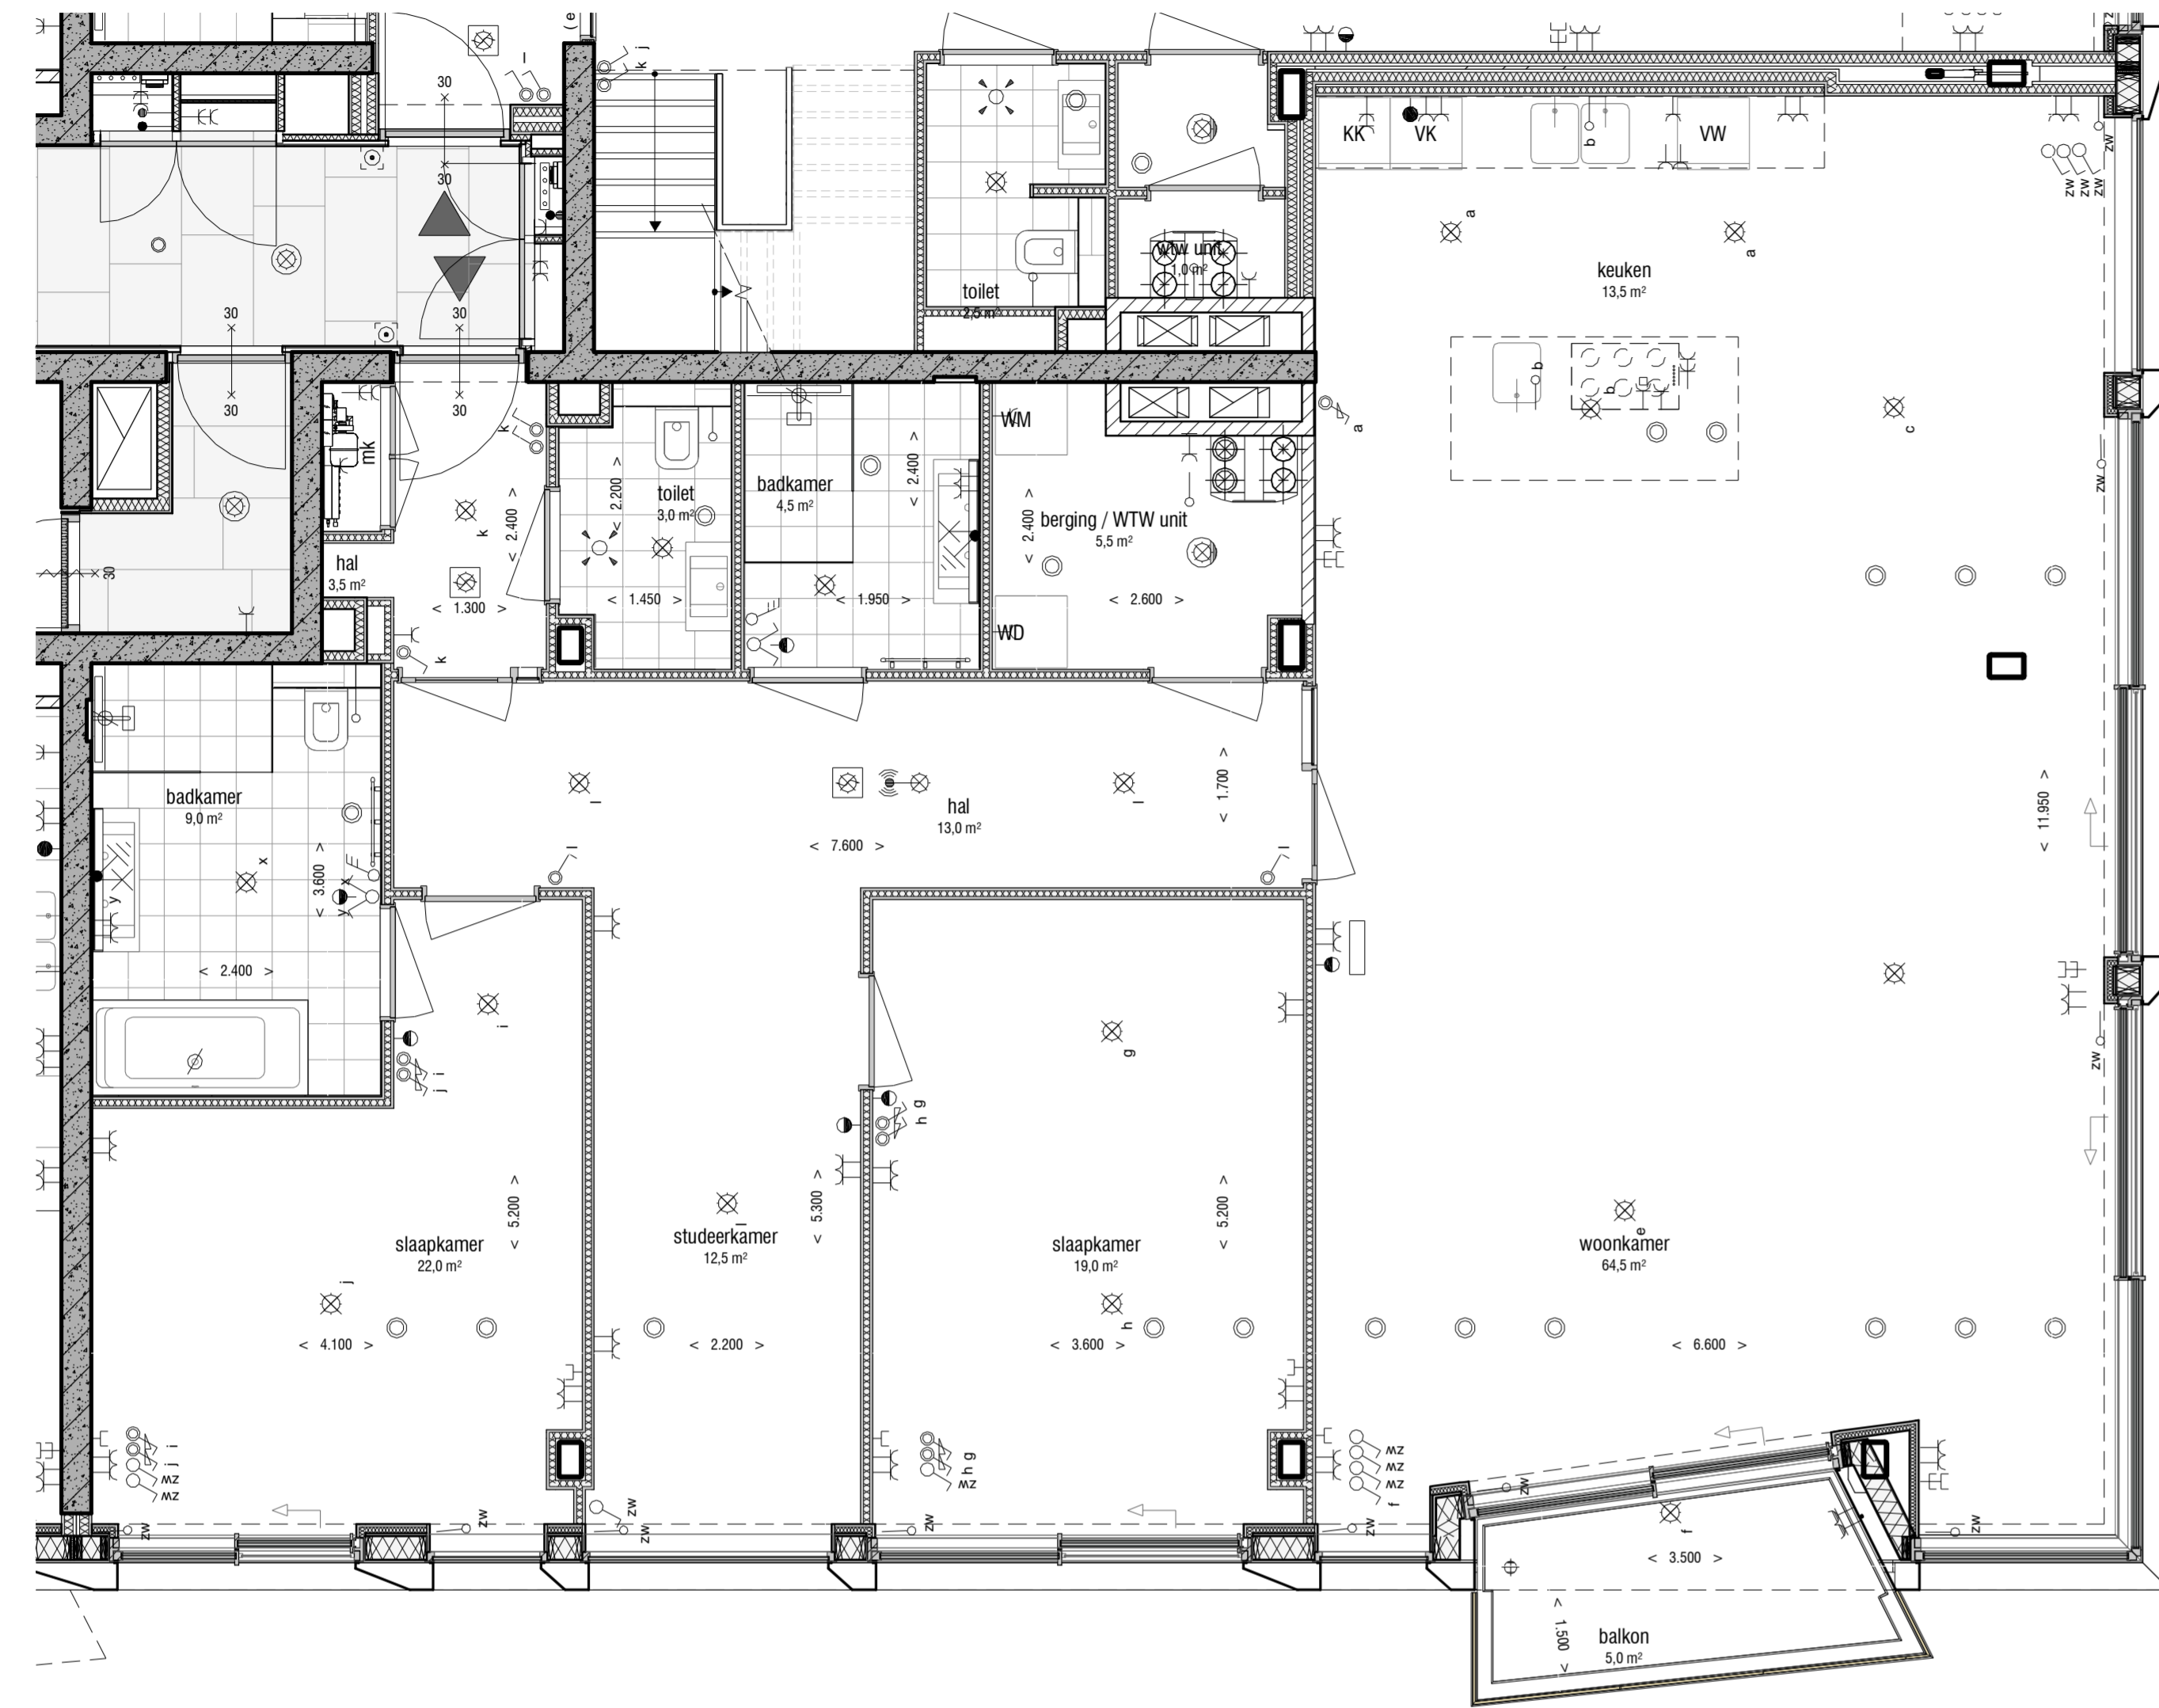 (e
k j
l
30
30
KK
VK
b
VW
zw
zw
zw
zw
a
a
wtw unit
1,0 m²
toilet
2,5 m²
keuken
13,5 m²
30
30
30
30
30
b
b
a
c
zw
mk
k
k
hal
3,5 m²
< 2.400 >
< 1.300 >
k
< 2.200 >
toilet
3,0 m²
< 1.450 >
badkamer
4,5 m²
< 2.400 >
< 1.950 >
WM
< 2.400 >
berging / WTW unit
5,5 m²
< 2.600 >
WD
l
l
< 1.700 >
hal
13,0 m²
< 7.600 >
l
l
< 11.950 >
badkamer
9,0 m²
x
< 3.600 >
y x
y
< 2.400 >
i
j i
g
h g
zw
slaapkamer
22,0 m²
< 5.200 >
j
< 4.100 >
l
studeerkamer
12,5 m²
< 5.300 >
< 2.200 >
slaapkamer
19,0 m²
< 5.200 >
h
< 3.600 >
e
woonkamer
64,5 m²
< 6.600 >
j i
zw
zw
h g
zw
zw
zw
zw
f
zw
zw
zw
zw
zw
zw
zw
zw
f
< 3.500 >
< 1.500 >
balkon
5,0 m²